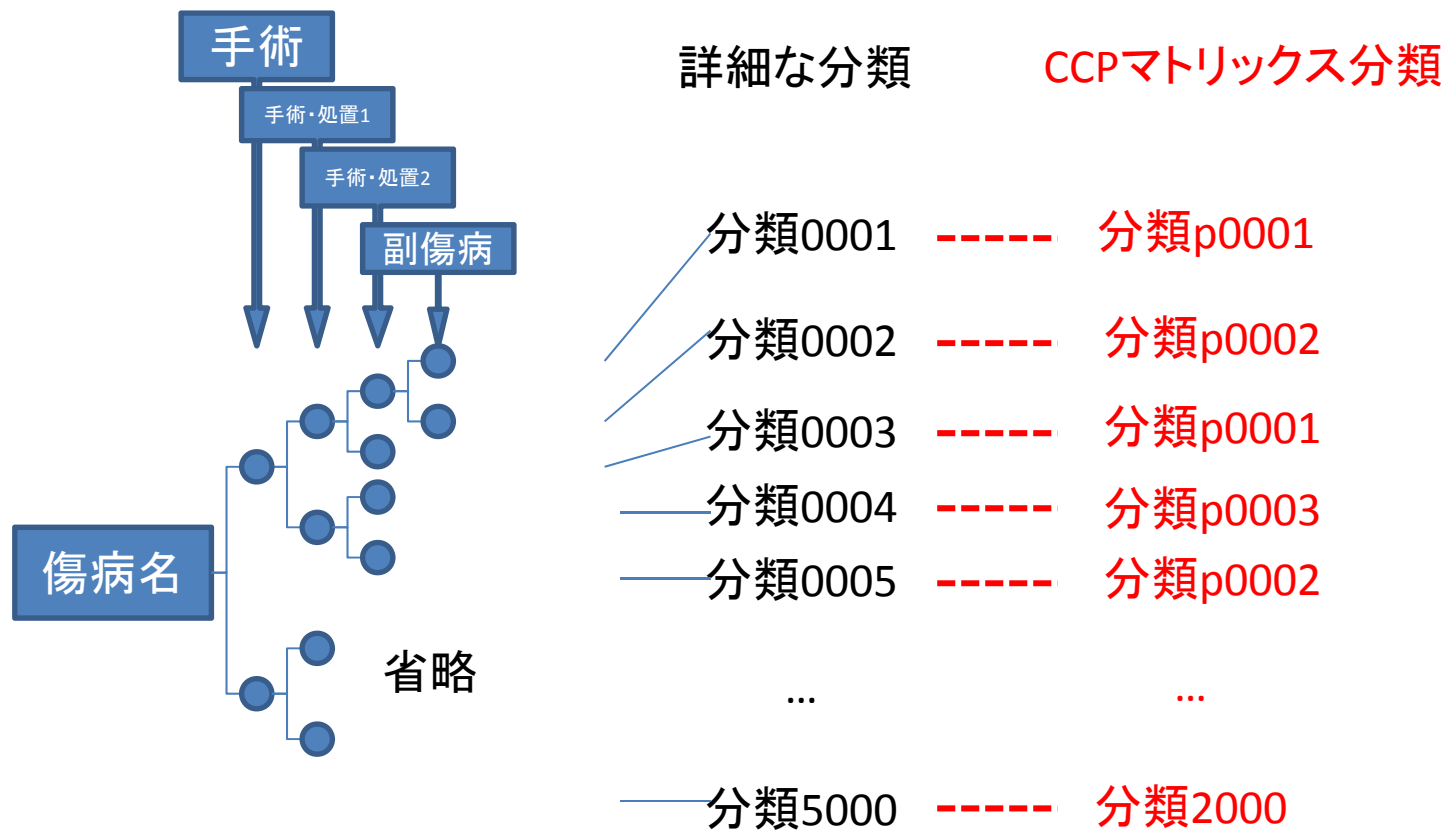 手術
手術・処置1
手術・処置2
副傷病
傷病名
省略
詳細な分類 CCPマトリックス分類
分類0001 ----- 分類p0001
分類0002 ----- 分類p0002
分類0003 ----- 分類p0001
分類0004 ----- 分類p0003
分類0005 ----- 分類p0002
… …
分類5000 ----- 分類2000